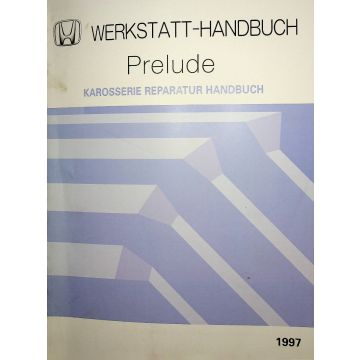 WERKSTATT-HANDBUCH
Prelude
KAROSSERIE REPARATUR HANDBUCH
1997